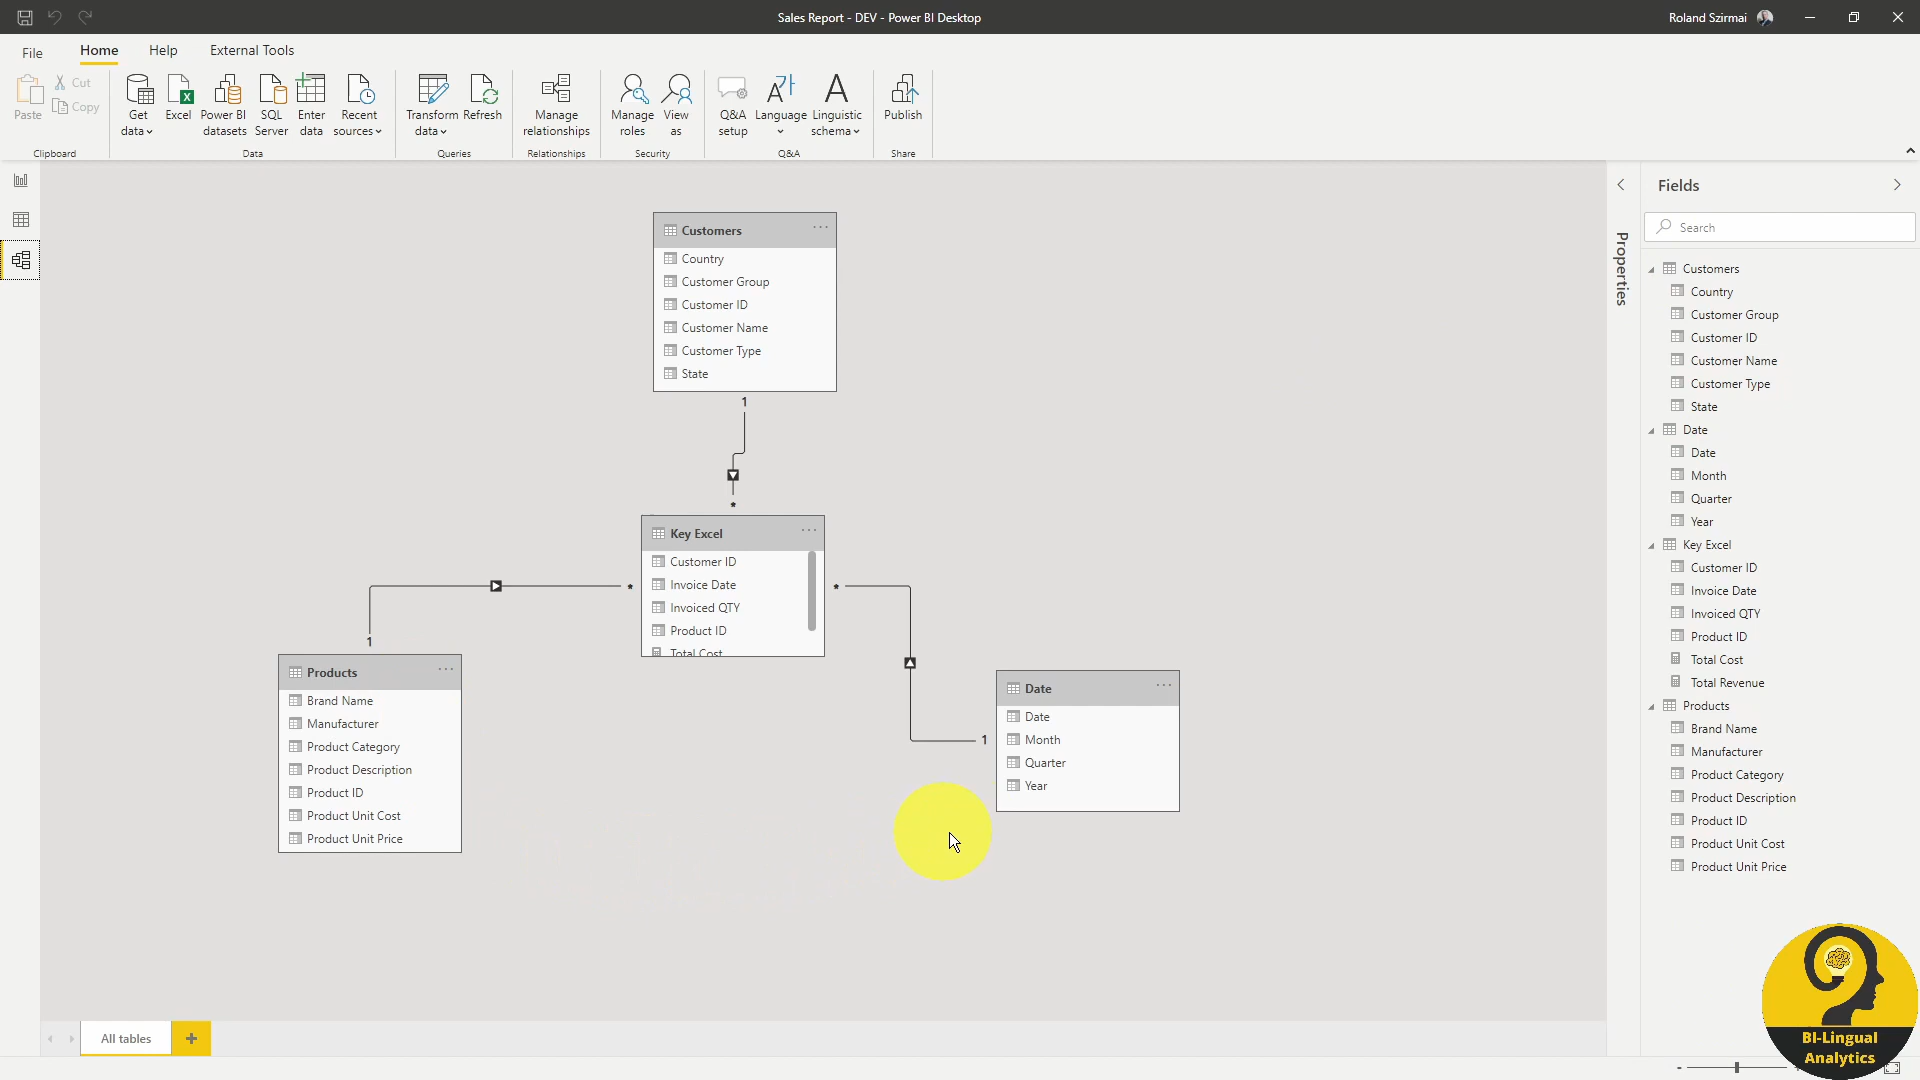 Sales Report - DEV - Power BI Desktop
Roland Szirmai
File
Home
Help
External Tools
Paste
Cut
Copy
Clipboard
Get data
Excel
Power BI datasets
SQL Server
Enter data
Recent sources
Data
Transform data
Refresh
Queries
Manage relationships
Relationships
Manage roles
View as
Security
Q&A setup
Language
Linguistic schema
Q&A
Publish
Share
Customers
Country
Customer Group
Customer ID
Customer Name
Customer Type
State
1
*
Key Excel
Customer ID
Invoice Date
Invoiced QTY
Product ID
Total Cost
*
*
1
1
Products
Brand Name
Manufacturer
Product Category
Product Description
Product ID
Product Unit Cost
Product Unit Price
Date
Date
Month
Quarter
Year
Properties
Fields
Search
Customers
Country
Customer Group
Customer ID
Customer Name
Customer Type
State
Date
Date
Month
Quarter
Year
Key Excel
Customer ID
Invoice Date
Invoiced QTY
Product ID
Total Cost
Total Revenue
Products
Brand Name
Manufacturer
Product Category
Product Description
Product ID
Product Unit Cost
Product Unit Price
All tables
BI-Lingual
Analytics